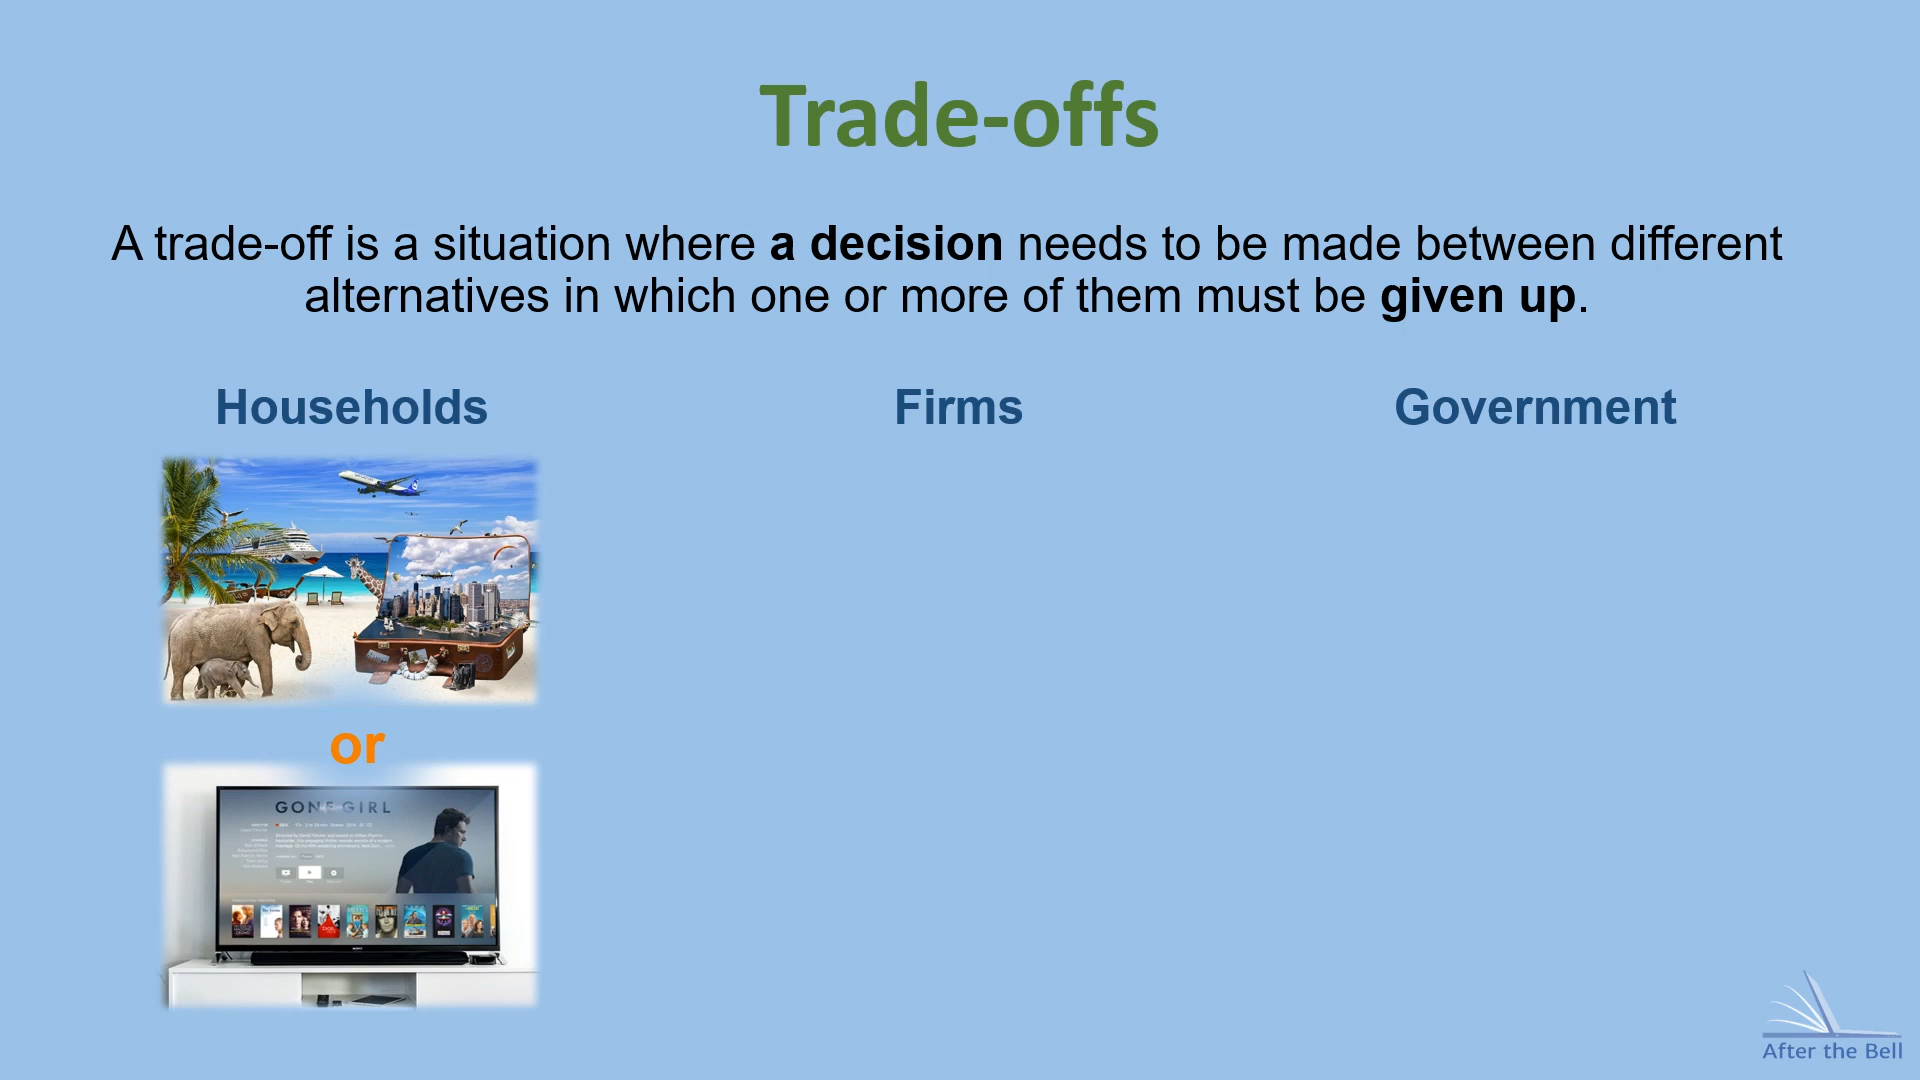 Trade-offs
A trade-off is a situation where a decision needs to be made between different
alternatives in which one or more of them must be given up.
Households
Firms
Government
or
GONE GIRL
After the Bell